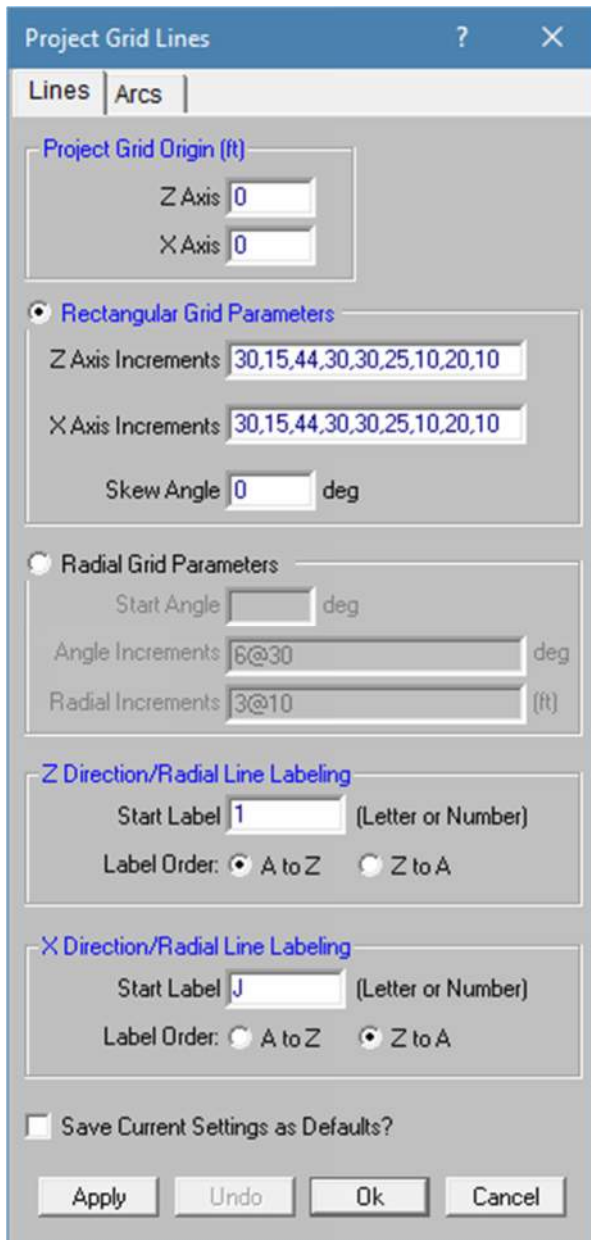 Project Grid Lines ?
Lines Arcs
Project Grid Origin (ft)
Z Axis 0
X Axis 0
Rectangular Grid Parameters
Z Axis Increments 30,15,44,30,30,25,10,20,10
X Axis Increments 30,15,44,30,30,25,10,20,10
Skew Angle 0 deg
Radial Grid Parameters
Start Angle deg
Angle Increments 6@30 deg
Radial Increments 3@10 (ft)
Z Direction/Radial Line Labeling
Start Label 1 (Letter or Number)
Label Order: A to Z Z to A
X Direction/Radial Line Labeling
Start Label J (Letter or Number)
Label Order: A to Z Z to A
Save Current Settings as Defaults?
Apply Undo Ok Cancel